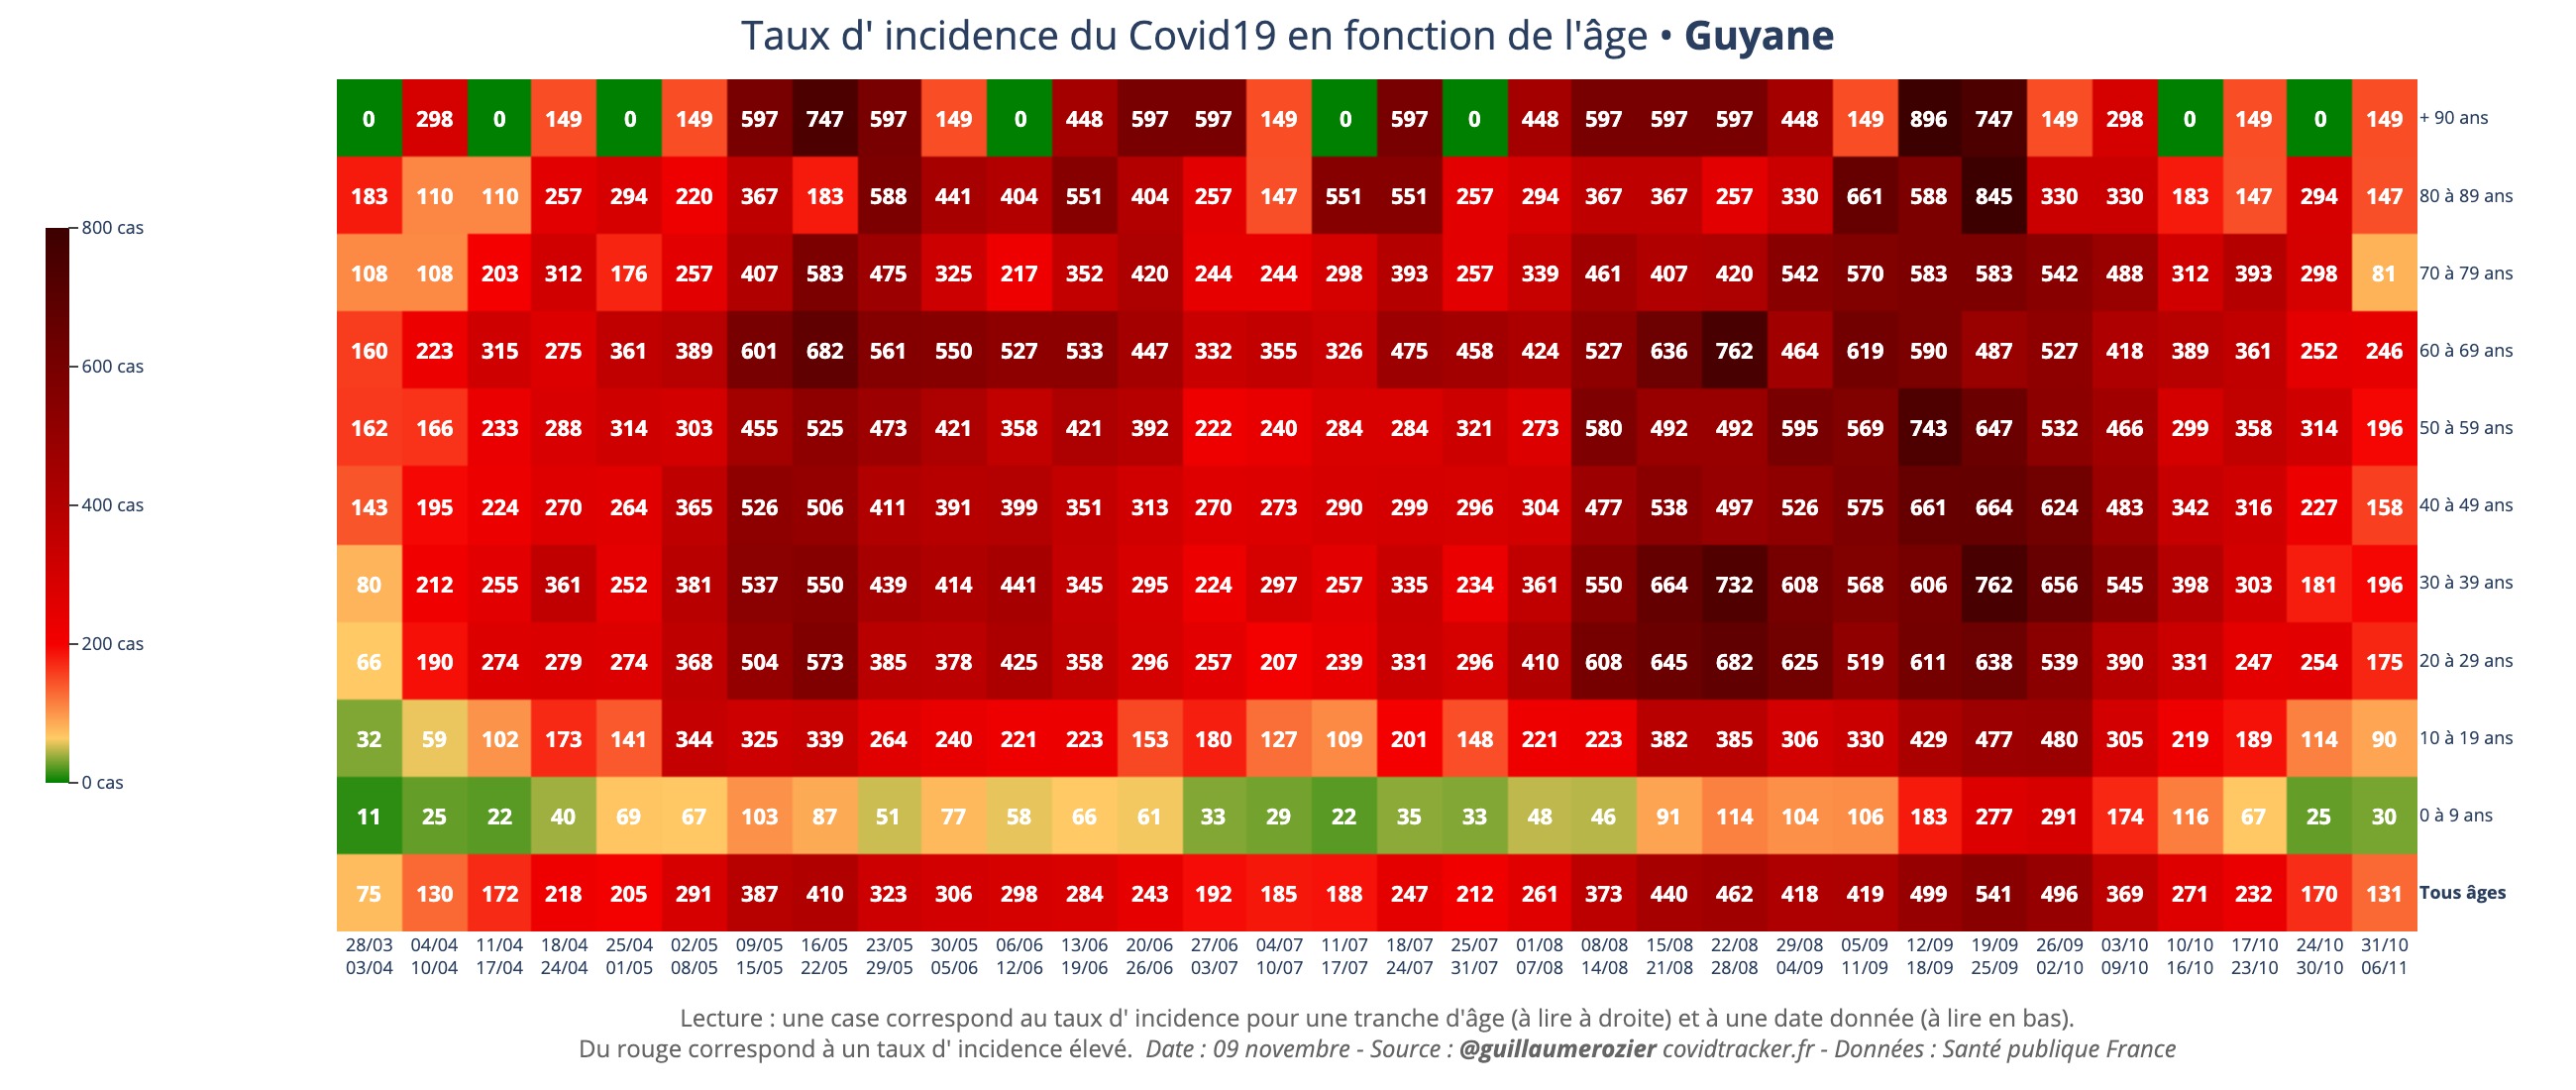 Taux d' incidence du Covid19 en fonction de l'âge • Guyane
0 298 0 149 0 149 597 747 597 149 0 448 597 597 149 0 597 0 448 597 597 597 448 149 896 747 149 298 0 149 0 149 + 90 ans
183 110 110 257 294 220 367 183 588 441 404 551 404 257 147 551 551 257 294 367 367 257 330 661 588 845 330 330 183 147 294 147 80 à 89 ans
800 cas
108 108 203 312 176 257 407 583 475 325 217 352 420 244 244 298 393 257 339 461 407 420 542 570 583 583 542 488 312 393 298 81 70 à 79 ans
160 223 315 275 361 389 601 682 561 550 527 533 447 332 355 326 475 458 424 527 636 762 464 619 590 487 527 418 389 361 252 246 60 à 69 ans
600 cas
162 166 233 288 314 303 455 525 473 421 358 421 392 222 240 284 284 321 273 580 492 492 595 569 743 647 532 466 299 358 314 196 50 à 59 ans
400 cas
143 195 224 270 264 365 526 506 411 391 399 351 313 270 273 290 299 296 304 477 538 497 526 575 661 664 624 483 342 316 227 158 40 à 49 ans
80 212 255 361 252 381 537 550 439 414 441 345 295 224 297 257 335 234 361 550 664 732 608 568 606 762 656 545 398 303 181 196 30 à 39 ans
200 cas
66 190 274 279 274 368 504 573 385 378 425 358 296 257 207 239 331 296 410 608 645 682 625 519 611 638 539 390 331 247 254 175 20 à 29 ans
32 59 102 173 141 344 325 339 264 240 221 223 153 180 127 109 201 148 221 223 382 385 306 330 429 477 480 305 219 189 114 90 10 à 19 ans
0 cas
11 25 22 40 69 67 103 87 51 77 58 66 61 33 29 22 35 33 48 46 91 114 104 106 183 277 291 174 116 67 25 30 0 à 9 ans
75 130 172 218 205 291 387 410 323 306 298 284 243 192 185 188 247 212 261 373 440 462 418 419 499 541 496 369 271 232 170 131 Tous âges
28/03 04/04 11/04 18/04 25/04 02/05 09/05 16/05 23/05 30/05 06/06 13/06 20/06 27/06 04/07 11/07 18/07 25/07 01/08 08/08 15/08 22/08 29/08 05/09 12/09 19/09 26/09 03/10 10/10 17/10 24/10 31/10
03/04 10/04 17/04 24/04 01/05 08/05 15/05 22/05 29/05 05/06 12/06 19/06 26/06 03/07 10/07 17/07 24/07 31/07 07/08 14/08 21/08 28/08 04/09 11/09 18/09 25/09 02/10 09/10 16/10 23/10 30/10 06/11
Lecture : une case correspond au taux d' incidence pour une tranche d'âge (à lire à droite) et à une date donnée (à lire en bas).
Du rouge correspond à un taux d' incidence élevé. Date : 09 novembre - Source : @guillaumerozier covidtracker.fr - Données : Santé publique France